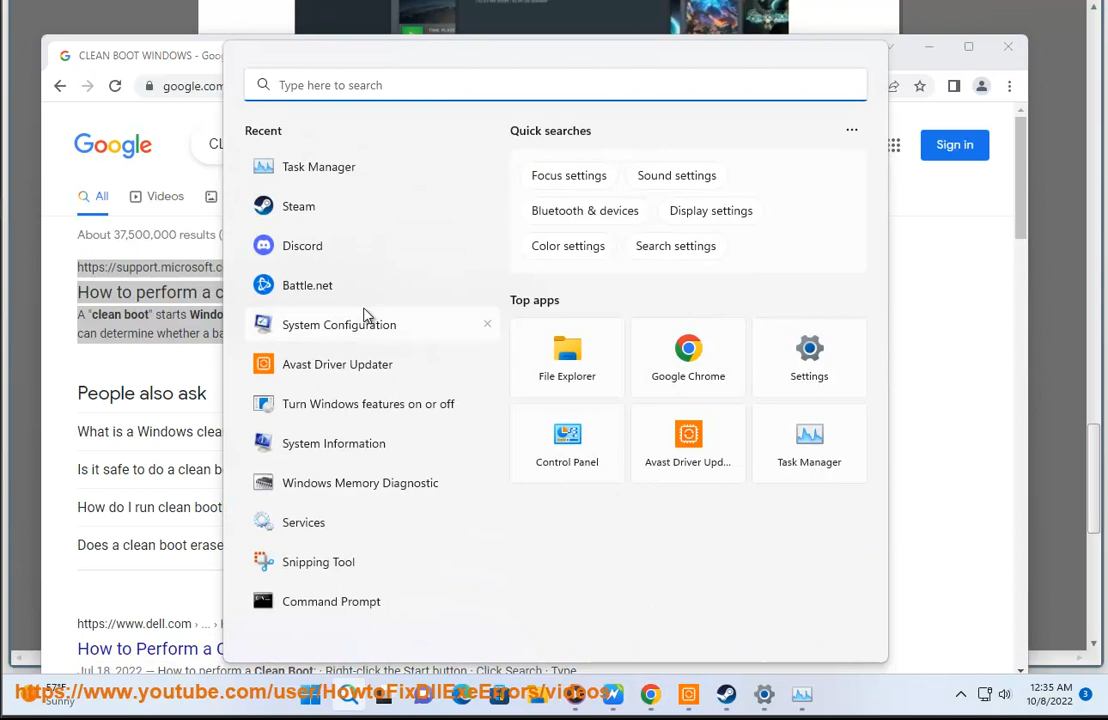 TIME PLAYED
CLEAN BOOT WINDOWS - Goo
google.com
Google
CL
Sign in
All
Videos
About 37,500,000 results (
https://support.microsoft.c
How to perform a c
A "clean boot" starts Windo
can determine whether a ba
People also ask
What is a Windows clea
Is it safe to do a clean b
How do I run clean boot
Does a clean boot erase
https://www.dell.com › ... ›
How to Perform a C
Jul 18, 2022 — How to perform a Clean Boot: · Right-click the Start button · Click Search · Type
Type here to search
Recent
Task Manager
Steam
Discord
Battle.net
System Configuration
Avast Driver Updater
Turn Windows features on or off
System Information
Windows Memory Diagnostic
Services
Snipping Tool
Command Prompt
Quick searches
Focus settings
Sound settings
Bluetooth & devices
Display settings
Color settings
Search settings
Top apps
File Explorer
Google Chrome
Settings
Control Panel
Avast Driver Upd...
Task Manager
57°F
Sunny
https://www.youtube.com/user/HowtoFixDllExeErrors/videos
12:35 AM
10/8/2022
3